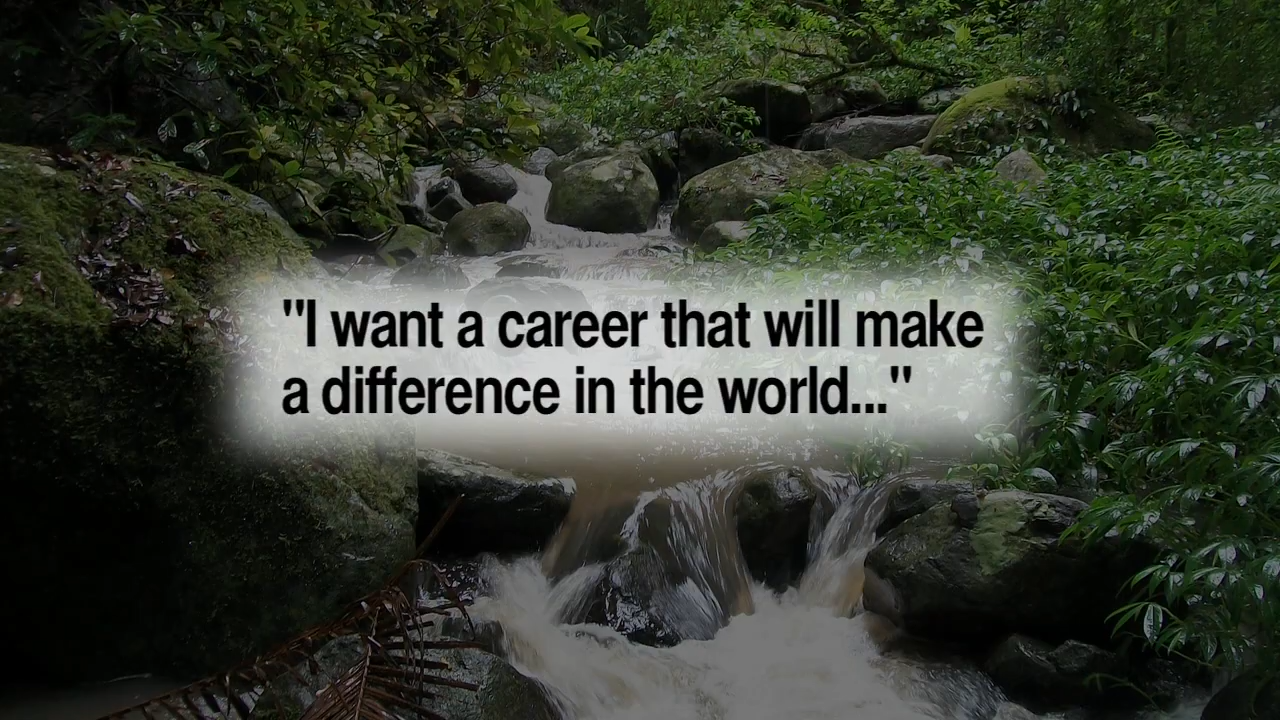 "I want a career that will make
a difference in the world..."